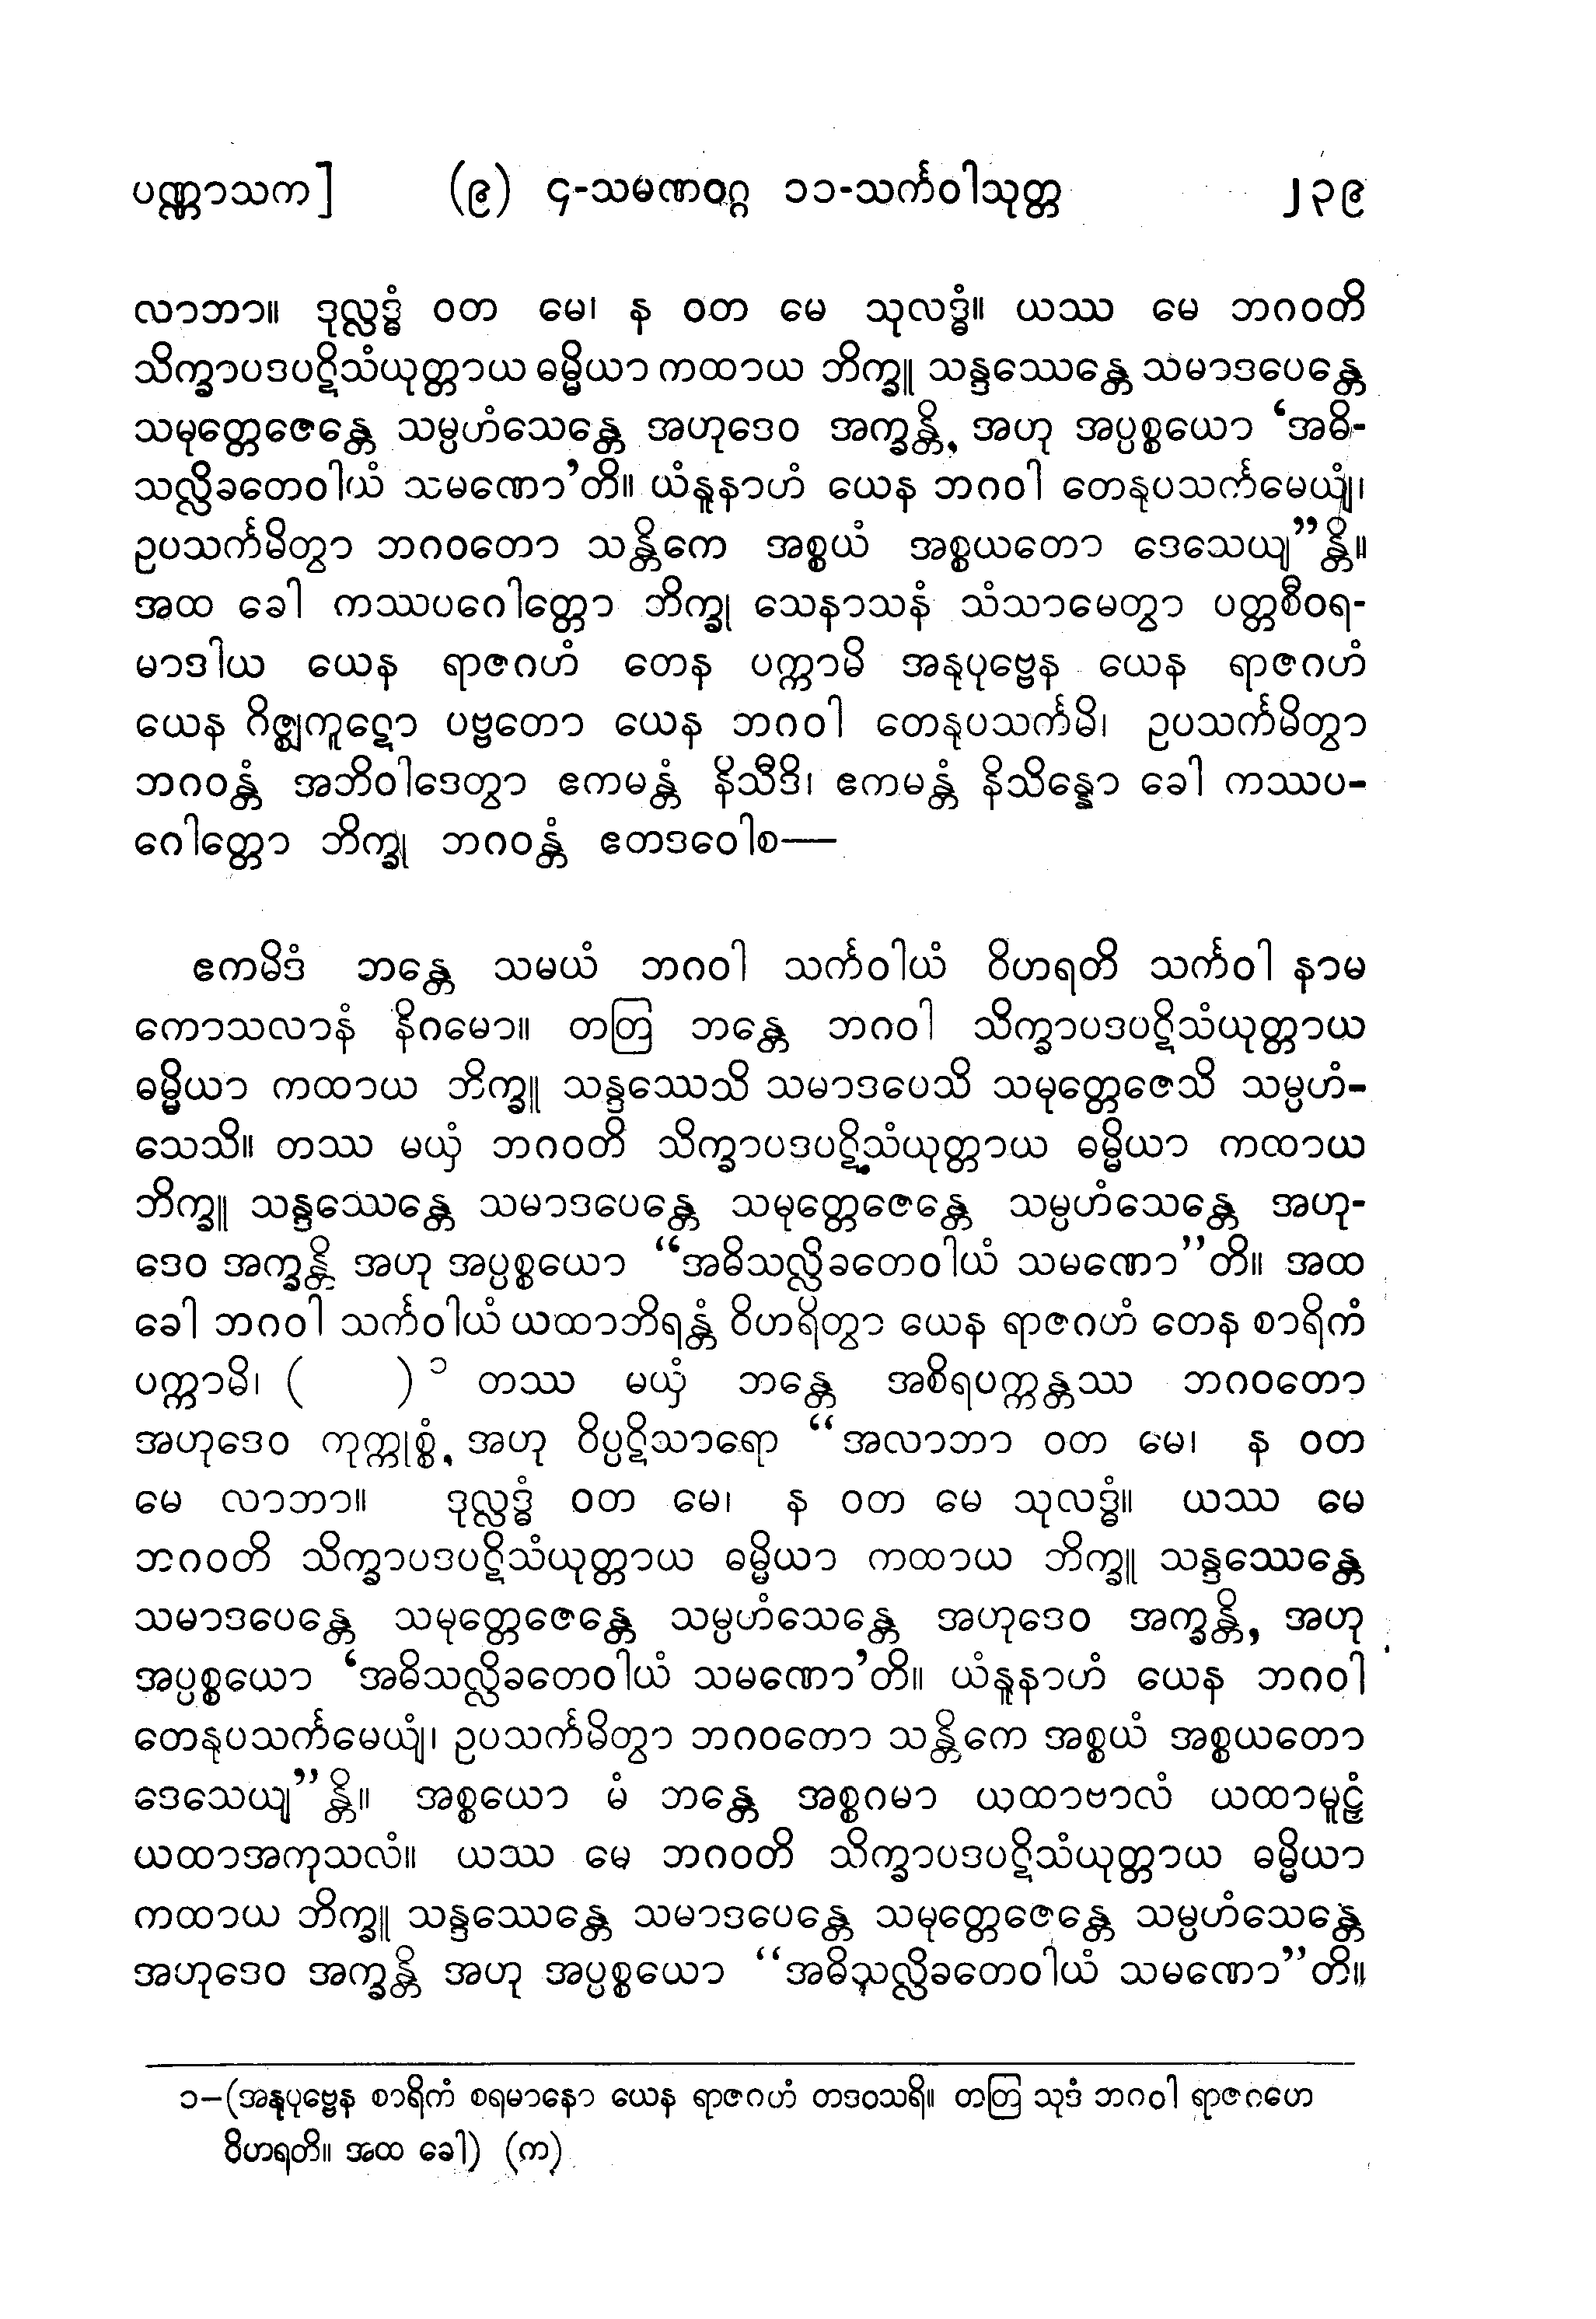 ပဏ္ဏာသက]  (၉) ၄-သမဏဝဂ္ဂ ၁၁-သင်္ကဝါသုတ္တ  ၂၃၉
လာဘာ။ ဒုလ္လဒ္ဓံ ဝတ မေ၊ န ဝတ မေ သုလဒ္ဓံ။ ယဿ မေ ဘဂဝတိ
သိက္ခာပဒပဋိသံယုတ္တာယ ဓမ္မိယာ ကထာယ ဘိက္ခူ သန္ဒဿေန္တေ သမာဒပေန္တေ
သမုတ္တေဇေန္တေ သမ္ပဟံသေန္တေ အဟုဒေဝ အက္ခန္တိ, အဟု အပ္ပစ္စယော ‘အဓိ-
သလ္လိခတေဝါယံ သမဏော’တိ။ ယံနူနာဟံ ယေန ဘဂဝါ တေနုပသင်္ကမေယျံ၊
ဥပသင်္ကမိတွာ ဘဂဝတော သန္တိကေ အစ္စယံ အစ္စယတော ဒေသေယျ”န္တိ။
အထ ခေါ ကဿပဂေါတ္တော ဘိက္ခု သေနာသနံ သံသာမေတွာ ပတ္တစီဝရ-
မာဒါယ ယေန ရာဇဂဟံ တေန ပက္ကာမိ အနုပုဗ္ဗေန ယေန ရာဇဂဟံ
ယေန ဂိဇ္ဈကူဋော ပဗ္ဗတော ယေန ဘဂဝါ တေနုပသင်္ကမိ၊ ဥပသင်္ကမိတွာ
ဘဂဝန္တံ အဘိဝါဒေတွာ ဧကမန္တံ နိသီဒိ၊ ဧကမန္တံ နိသိန္နော ခေါ ကဿပ-
ဂေါတ္တော ဘိက္ခု ဘဂဝန္တံ ဧတဒဝေါစ—
ဧကမိဒံ ဘန္တေ သမယံ ဘဂဝါ သင်္ကဝါယံ ဝိဟရတိ သင်္ကဝါ နာမ
ကောသလာနံ နိဂမော။ တတြ ဘန္တေ ဘဂဝါ သိက္ခာပဒပဋိသံယုတ္တာယ
ဓမ္မိယာ ကထာယ ဘိက္ခူ သန္ဒဿေသိ သမာဒပေသိ သမုတ္တေဇေသိ သမ္ပဟံ-
သေသိ။ တဿ မယှံ ဘဂဝတိ သိက္ခာပဒပဋိသံယုတ္တာယ ဓမ္မိယာ ကထာယ
ဘိက္ခူ သန္ဒဿေန္တေ သမာဒပေန္တေ သမုတ္တေဇေန္တေ သမ္ပဟံသေန္တေ အဟု-
ဒေဝ အက္ခန္တိ အဟု အပ္ပစ္စယော “အဓိသလ္လိခတေဝါယံ သမဏော”တိ။ အထ
ခေါ ဘဂဝါ သင်္ကဝါယံ ယထာဘိရန္တံ ဝိဟရိတွာ ယေန ရာဇဂဟံ တေန စာရိကံ
ပက္ကာမိ၊ (   ) ၁ တဿ မယှံ ဘန္တေ အစိရပက္ကန္တဿ ဘဂဝတော
အဟုဒေဝ ကုက္ကုစ္စံ, အဟု ဝိပ္ပဋိသာရော “အလာဘာ ဝတ မေ၊ န ဝတ
မေ လာဘာ။ ဒုလ္လဒ္ဓံ ဝတ မေ၊ န ဝတ မေ သုလဒ္ဓံ။ ယဿ မေ
ဘဂဝတိ သိက္ခာပဒပဋိသံယုတ္တာယ ဓမ္မိယာ ကထာယ ဘိက္ခူ သန္ဒဿေန္တေ
သမာဒပေန္တေ သမုတ္တေဇေန္တေ သမ္ပဟံသေန္တေ အဟုဒေဝ အက္ခန္တိ, အဟု
အပ္ပစ္စယော ‘အဓိသလ္လိခတေဝါယံ သမဏော’တိ။ ယံနူနာဟံ ယေန ဘဂဝါ
တေနုပသင်္ကမေယျံ၊ ဥပသင်္ကမိတွာ ဘဂဝတော သန္တိကေ အစ္စယံ အစ္စယတော
ဒေသေယျ”န္တိ။ အစ္စယော မံ ဘန္တေ အစ္စဂမာ ယထာဗာလံ ယထာမူဠှံ
ယထာအကုသလံ။ ယဿ မေ ဘဂဝတိ သိက္ခာပဒပဋိသံယုတ္တာယ ဓမ္မိယာ
ကထာယ ဘိက္ခူ သန္ဒဿေန္တေ သမာဒပေန္တေ သမုတ္တေဇေန္တေ သမ္ပဟံသေန္တေ
အဟုဒေဝ အက္ခန္တိ အဟု အပ္ပစ္စယော “အဓိသလ္လိခတေဝါယံ သမဏော”တိ။
၁–(အနုပုဗ္ဗေန စာရိကံ စရမာနော ယေန ရာဇဂဟံ တဒဝသရိ။ တတြ သုဒံ ဘဂဝါ ရာဇဂဟေ
ဝိဟရတိ။ အထ ခေါ) (က)